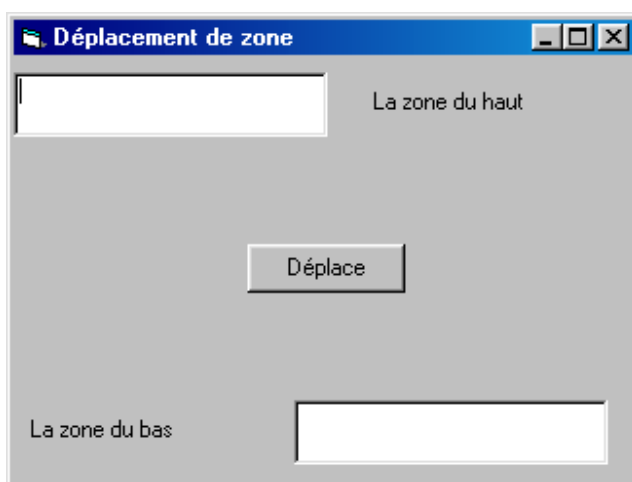 Déplacement de zone
La zone du haut
Déplace
La zone du bas